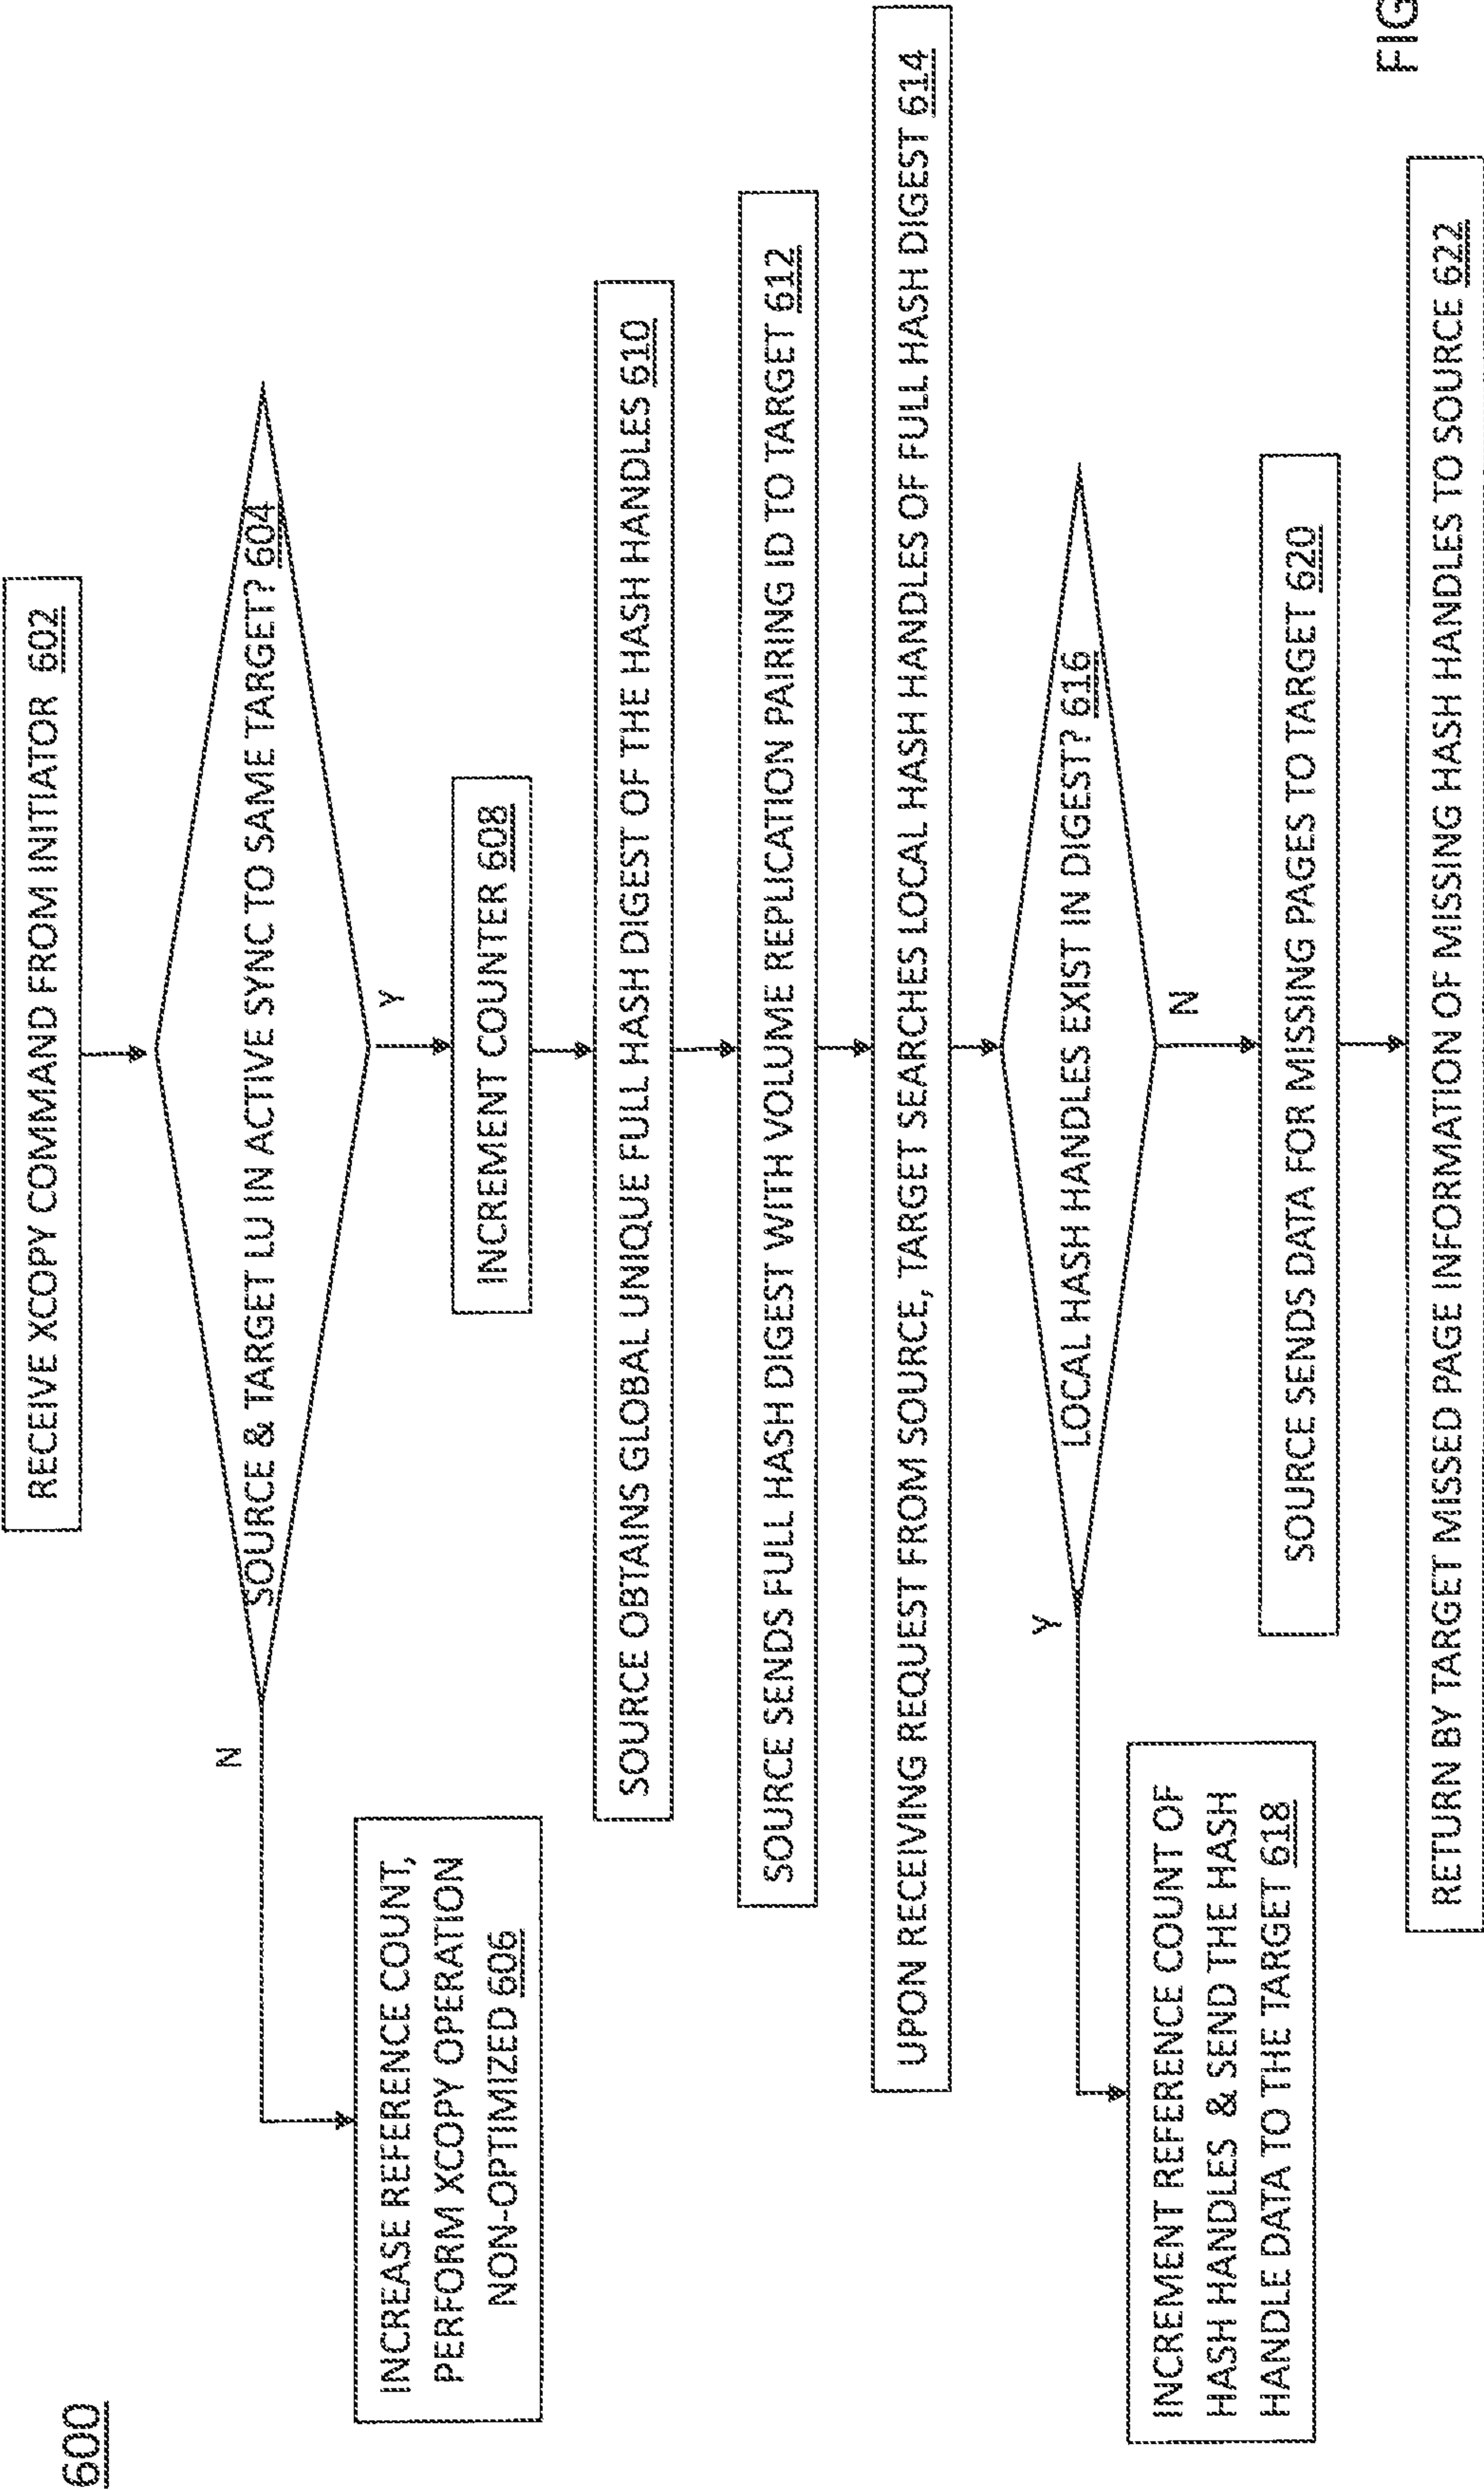 600
RECEIVE XCOPY COMMAND FROM INITIATOR 602
SOURCE & TARGET LU IN ACTIVE SYNC TO SAME TARGET? 604
N
Y
INCREASE REFERENCE COUNT,
PERFORM XCOPY OPERATION
NON-OPTIMIZED 606
INCREMENT COUNTER 608
SOURCE OBTAINS GLOBAL UNIQUE FULL HASH DIGEST OF THE HASH HANDLES 610
SOURCE SENDS FULL HASH DIGEST WITH VOLUME REPLICATION PAIRING ID TO TARGET 612
UPON RECEIVING REQUEST FROM SOURCE, TARGET SEARCHES LOCAL HASH HANDLES OF FULL HASH DIGEST 614
LOCAL HASH HANDLES EXIST IN DIGEST? 616
Y
N
INCREMENT REFERENCE COUNT OF
HASH HANDLES & SEND THE HASH
HANDLE DATA TO THE TARGET 618
SOURCE SENDS DATA FOR MISSING PAGES TO TARGET 620
RETURN BY TARGET MISSED PAGE INFORMATION OF MISSING HASH HANDLES TO SOURCE 622
FIG